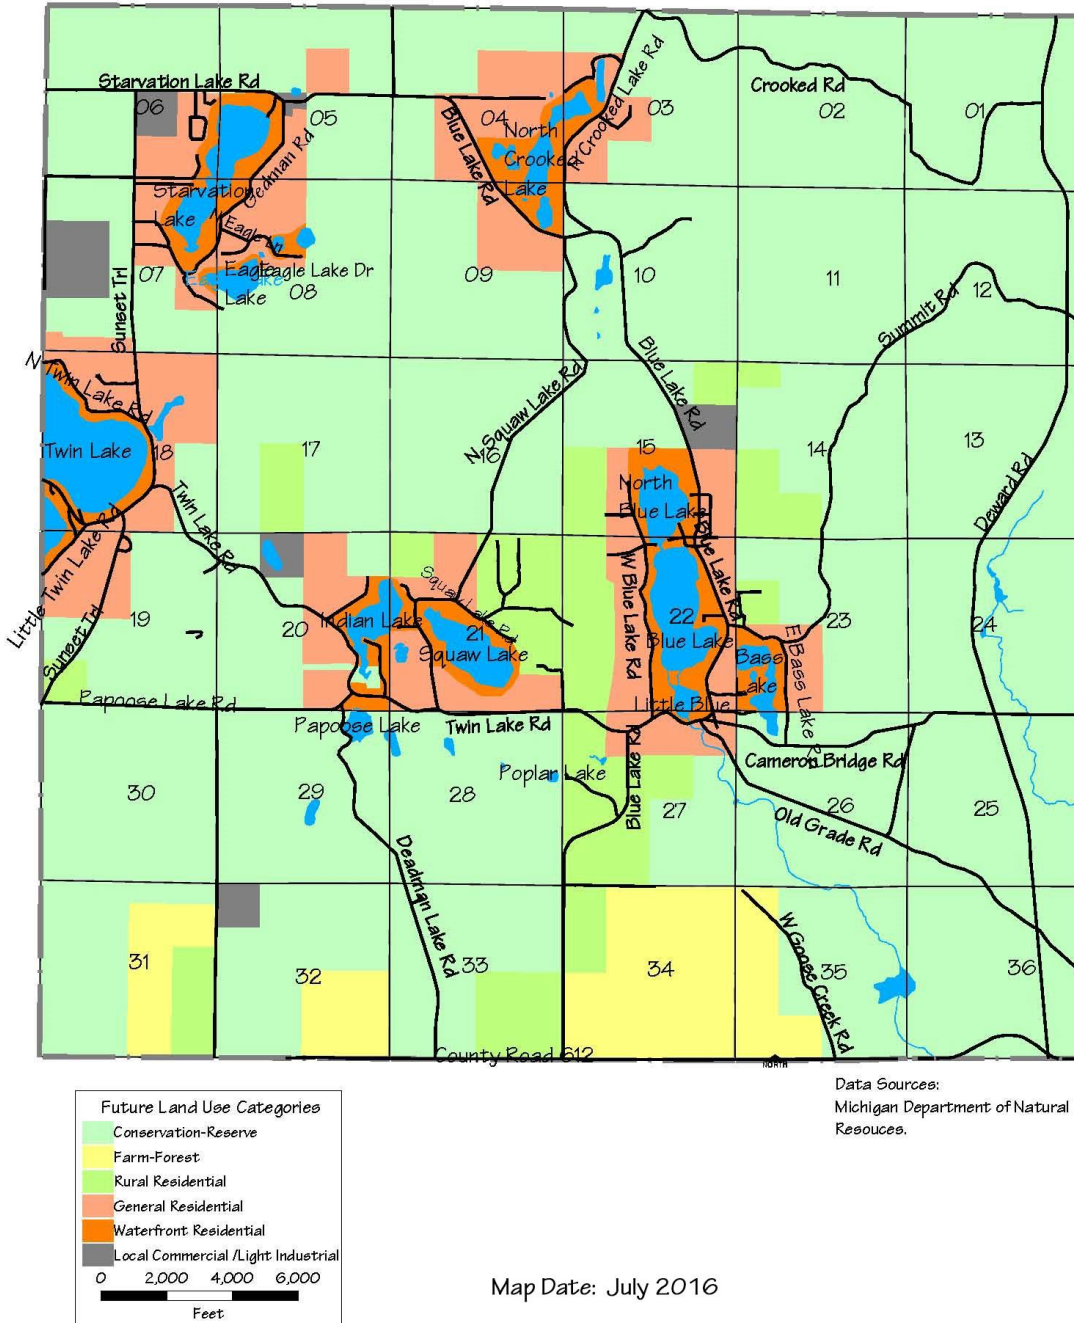 Starvation Lake Rd
Crooked Rd
06
05
04
03
02
01
Blue Lake Rd
North
Crooked
Lake
N Crooked Lake Rd
Gedman Rd
Starvation
Lake
N Eagle Ln
Eagle
Lake
Eagle Lake
Eagle Lake Dr
Sunset Trl
07
08
09
10
11
12
Summit Rd
N Twin Lake Rd
Blue Lake Rd
N Squaw Lake Rd
Twin Lake
18
17
16
15
14
13
North
Blue Lake
Deward Rd
Twin Lake Rd
Little Twin Lake Rd
Sunset Trl
W Blue Lake Rd
Blue Lake Rd
Squaw Lake Rd
Indian Lake
19
20
21
22
23
24
Squaw Lake
Blue Lake
Bass
Lake
E Bass Lake Rd
Little Blue
Papoose Lake Rd
Papoose Lake
Twin Lake Rd
Blue Lake Rd
Cameron Bridge Rd
Poplar Lake
30
29
28
27
26
25
Old Grade Rd
Deadman Lake Rd
W Goose Creek Rd
31
32
33
34
35
36
County Road 612
NORTH
Data Sources:
Michigan Department of Natural
Resouces.
Future Land Use Categories
Conservation-Reserve
Farm-Forest
Rural Residential
General Residential
Waterfront Residential
Local Commercial /Light Industrial
0 2,000 4,000 6,000
Feet
Map Date: July 2016